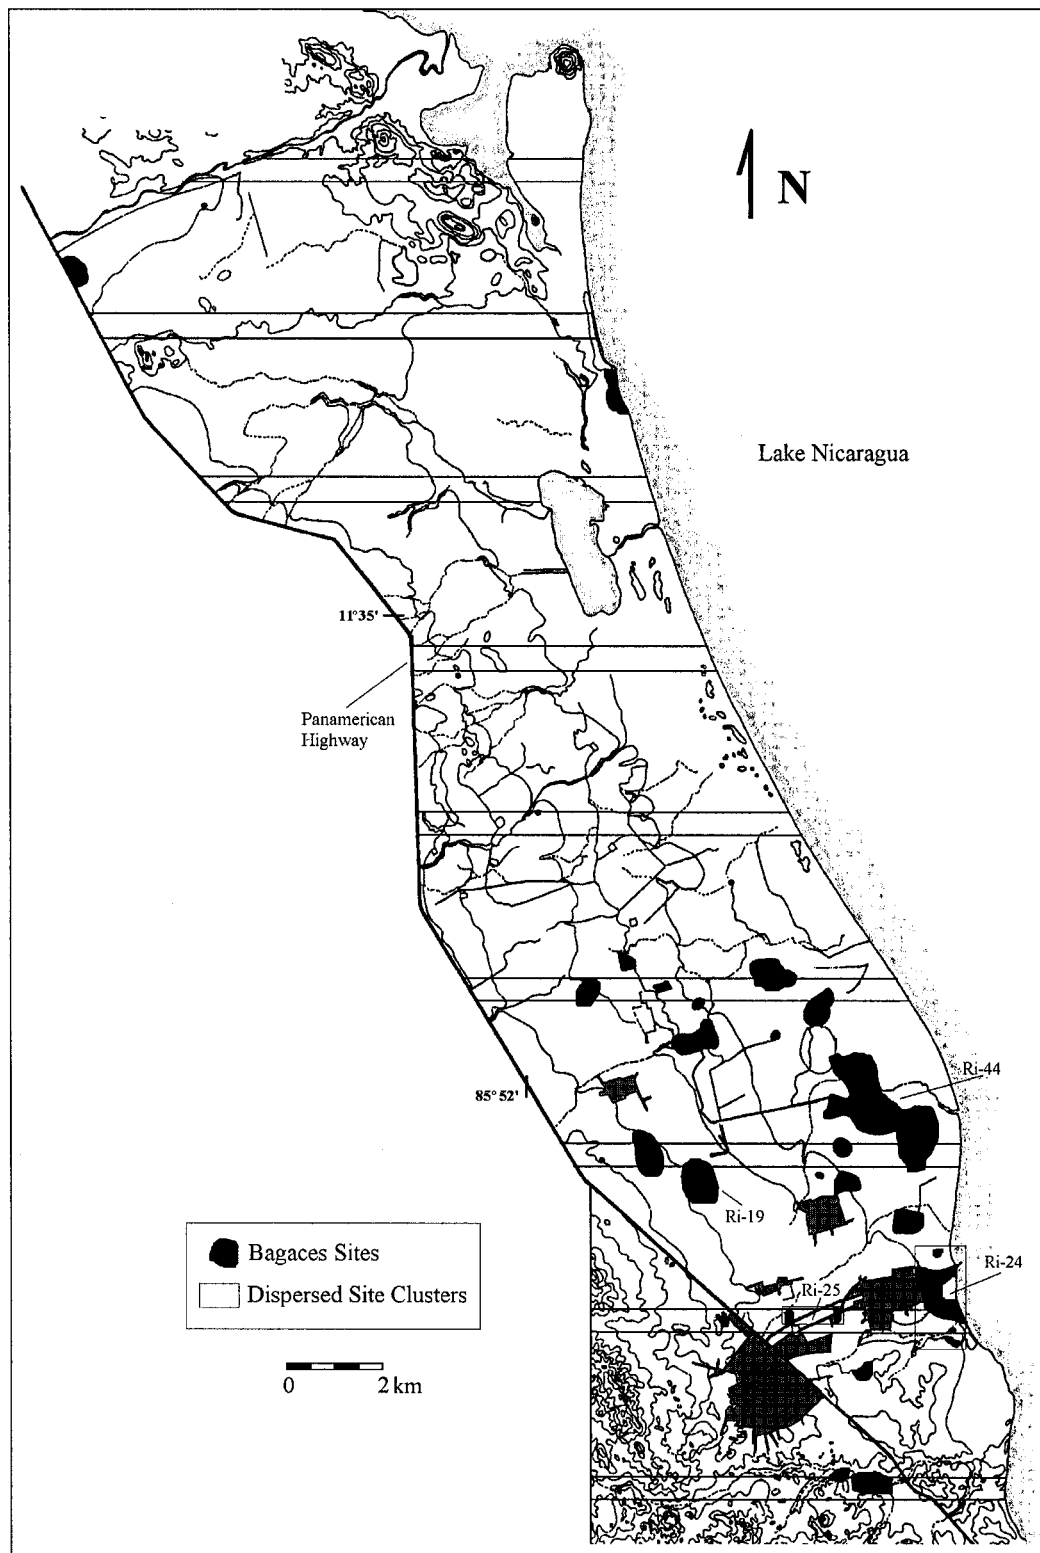 N
Lake Nicaragua
11°35'
Panamerican
Highway
Ri-44
85°52'
Ri-19
Bagaces Sites
Ri-24
Ri-25
Dispersed Site Clusters
0 2 km